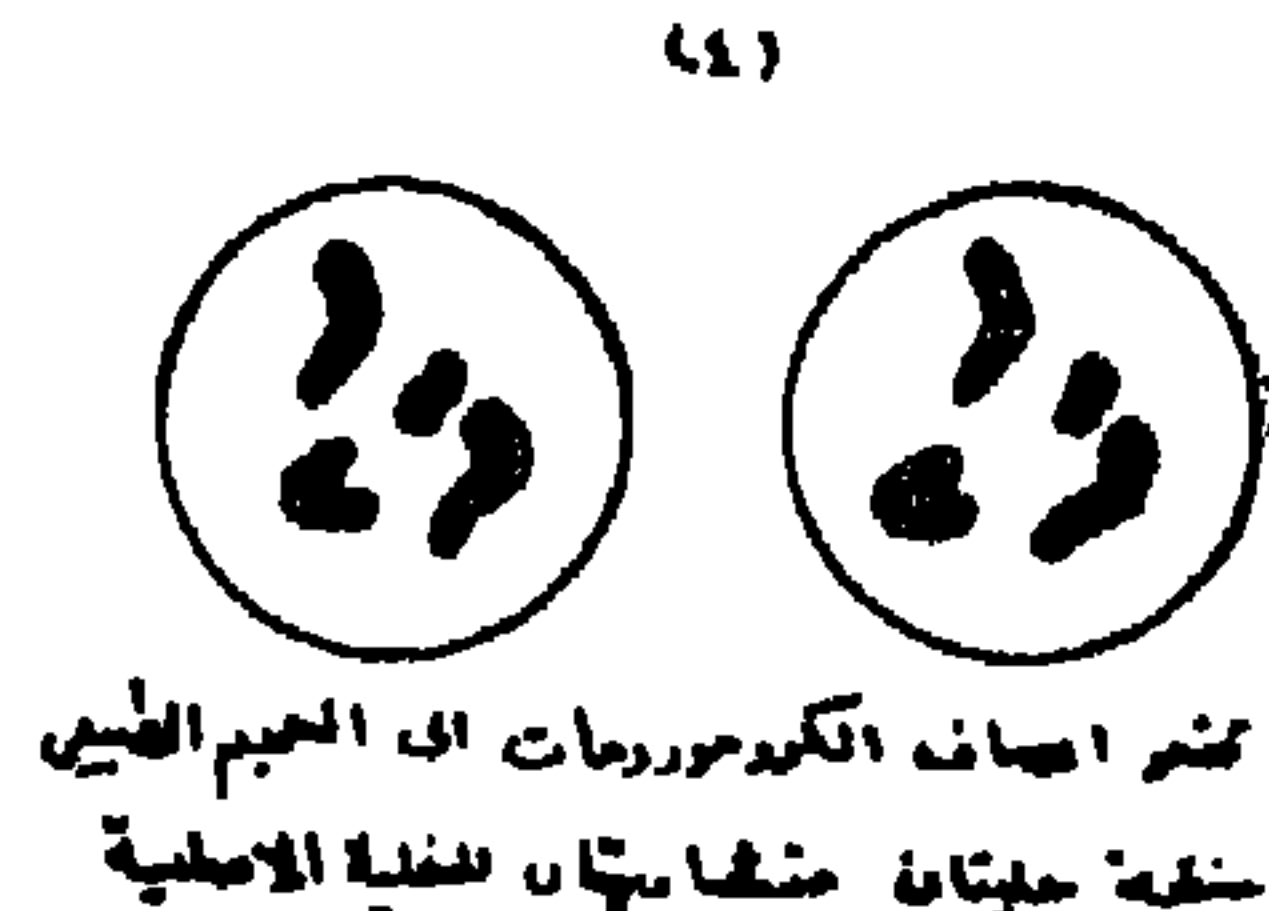 (٤)
تنمو انصاف الكروموزومات الى الحجم الطبيعي
خليتان متشابهتان للخلية الاصلية